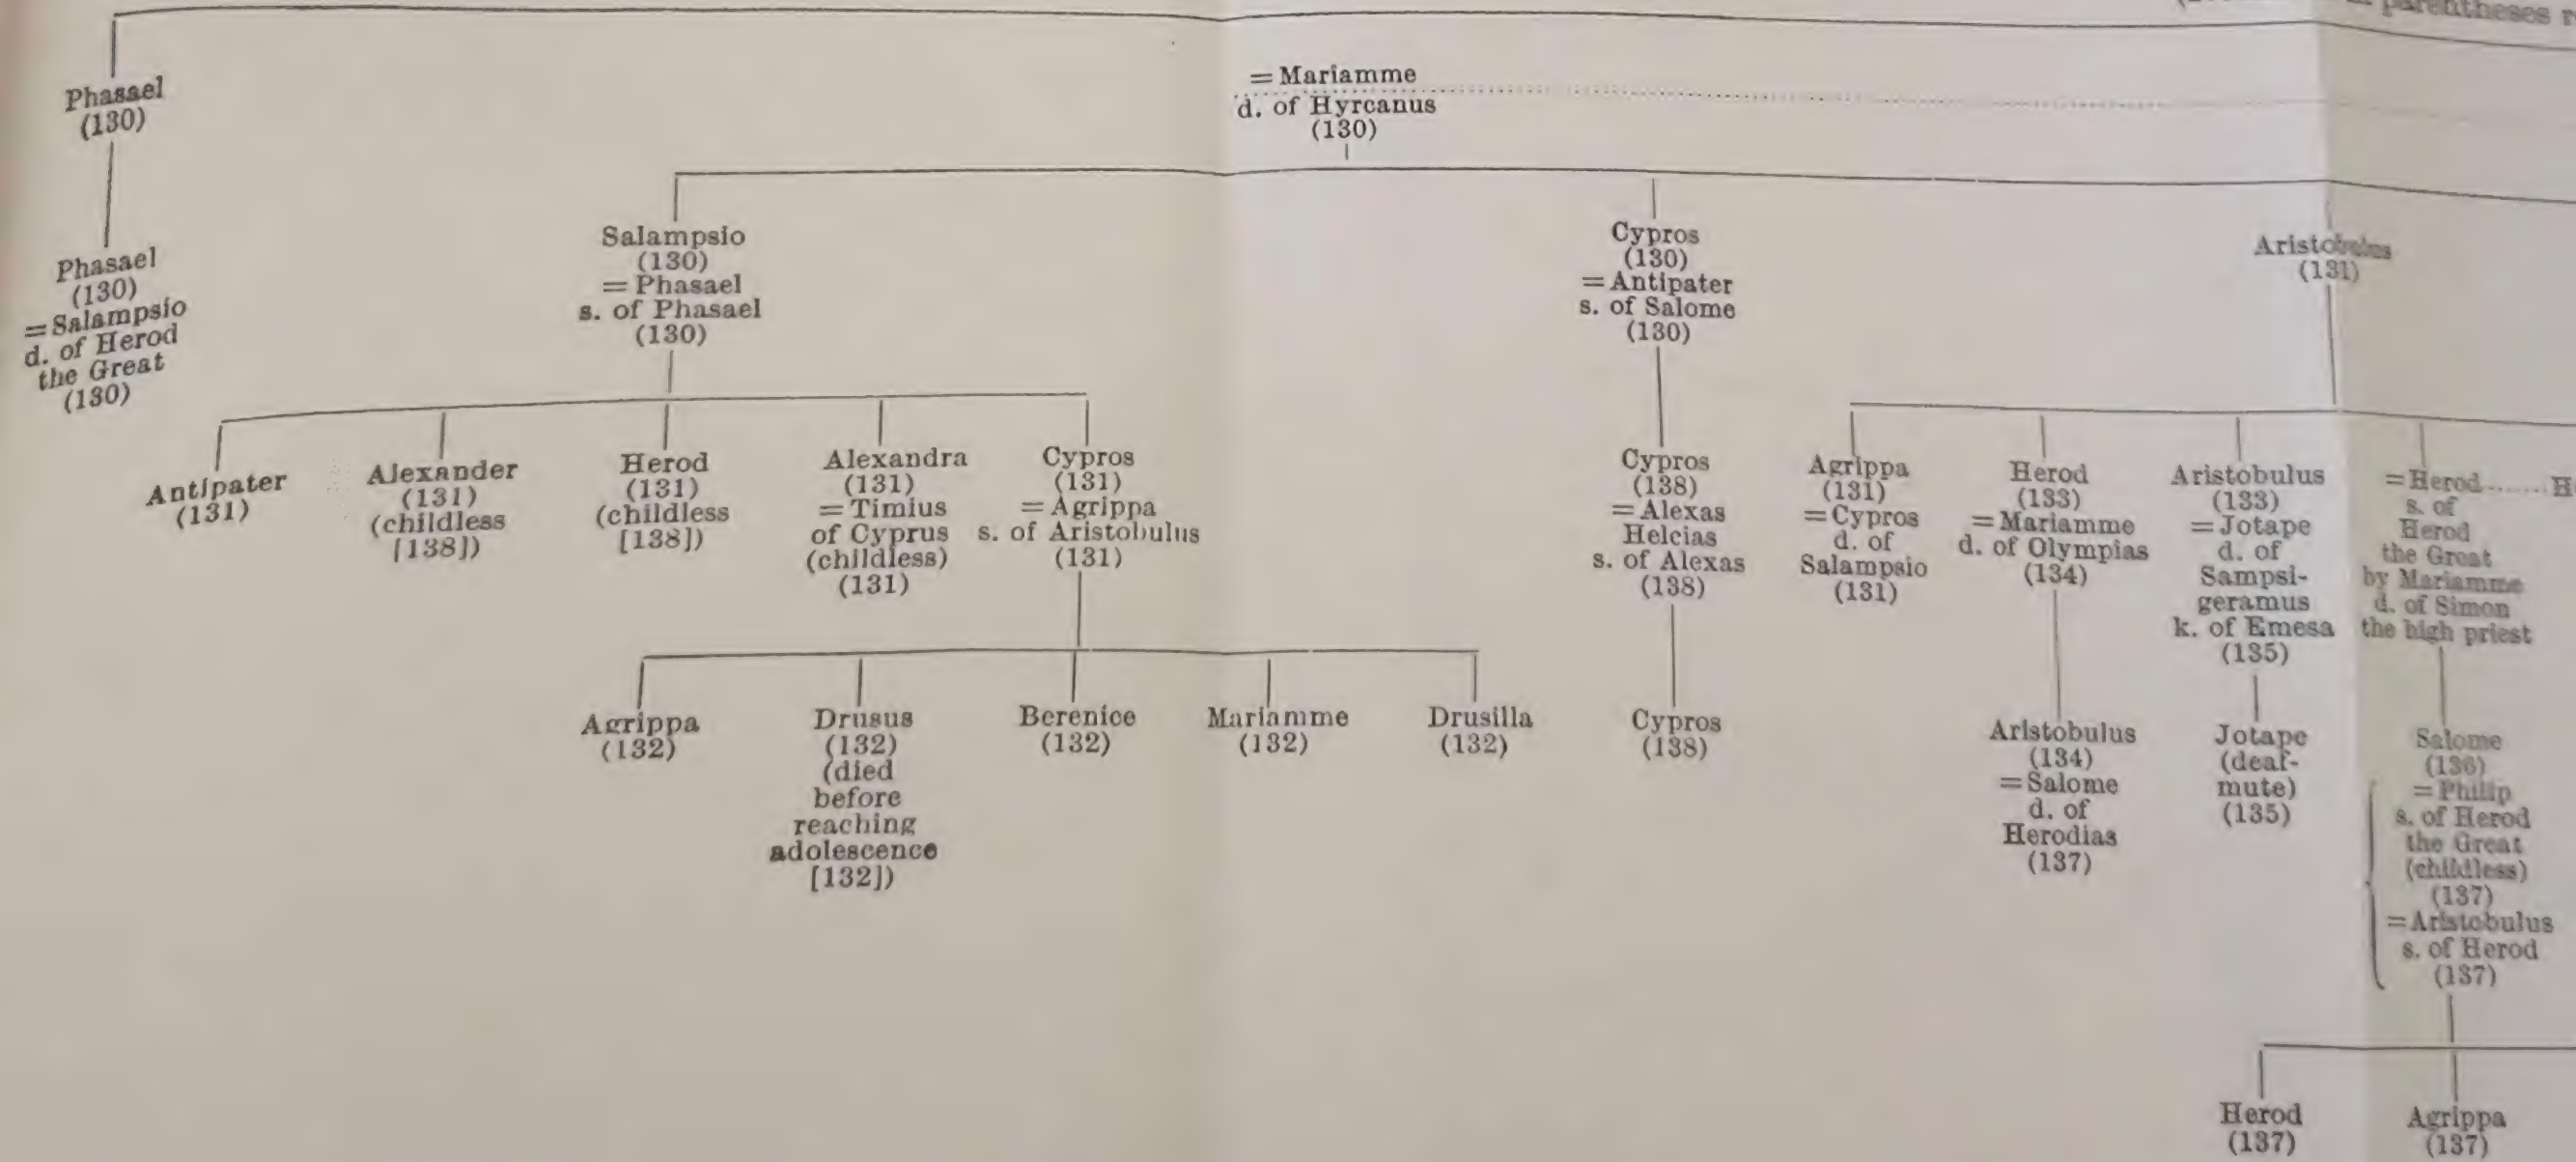 parentheses
Phasael
(130)
= Mariamme
d. of Hyrcanus
(130)
Phasael
(130)
= Salampsio
d. of Herod
the Great
(130)
Salampsio
(130)
= Phasael
s. of Phasael
(130)
Cypros
(130)
= Antipater
s. of Salome
(130)
Aristobulus
(131)
Antipater
(131)
Alexander
(131)
(childless
[138])
Herod
(131)
(childless
[138])
Alexandra
(131)
= Timius
of Cyprus
(childless)
(131)
Cypros
(131)
= Agrippa
s. of Aristobulus
(131)
Cypros
(138)
= Alexas
Helcias
s. of Alexas
(138)
Agrippa
(131)
= Cypros
d. of
Salampsio
(131)
Herod
(133)
= Mariamme
d. of Olympias
(134)
Aristobulus
(133)
= Jotape
d. of
Sampsi-
geramus
k. of Emesa
(135)
= Herod
s. of
Herod
the Great
by Mariamme
d. of Simon
the high priest
Agrippa
(132)
Drusus
(132)
(died
before
reaching
adolescence
[132])
Berenice
(132)
Mariamme
(132)
Drusilla
(132)
Cypros
(138)
Aristobulus
(134)
= Salome
d. of
Herodias
(137)
Jotape
(deaf-
mute)
(135)
Salome
(136)
= Philip
s. of Herod
the Great
(childless)
(137)
= Aristobulus
s. of Herod
(137)
Herod
(137)
Agrippa
(137)